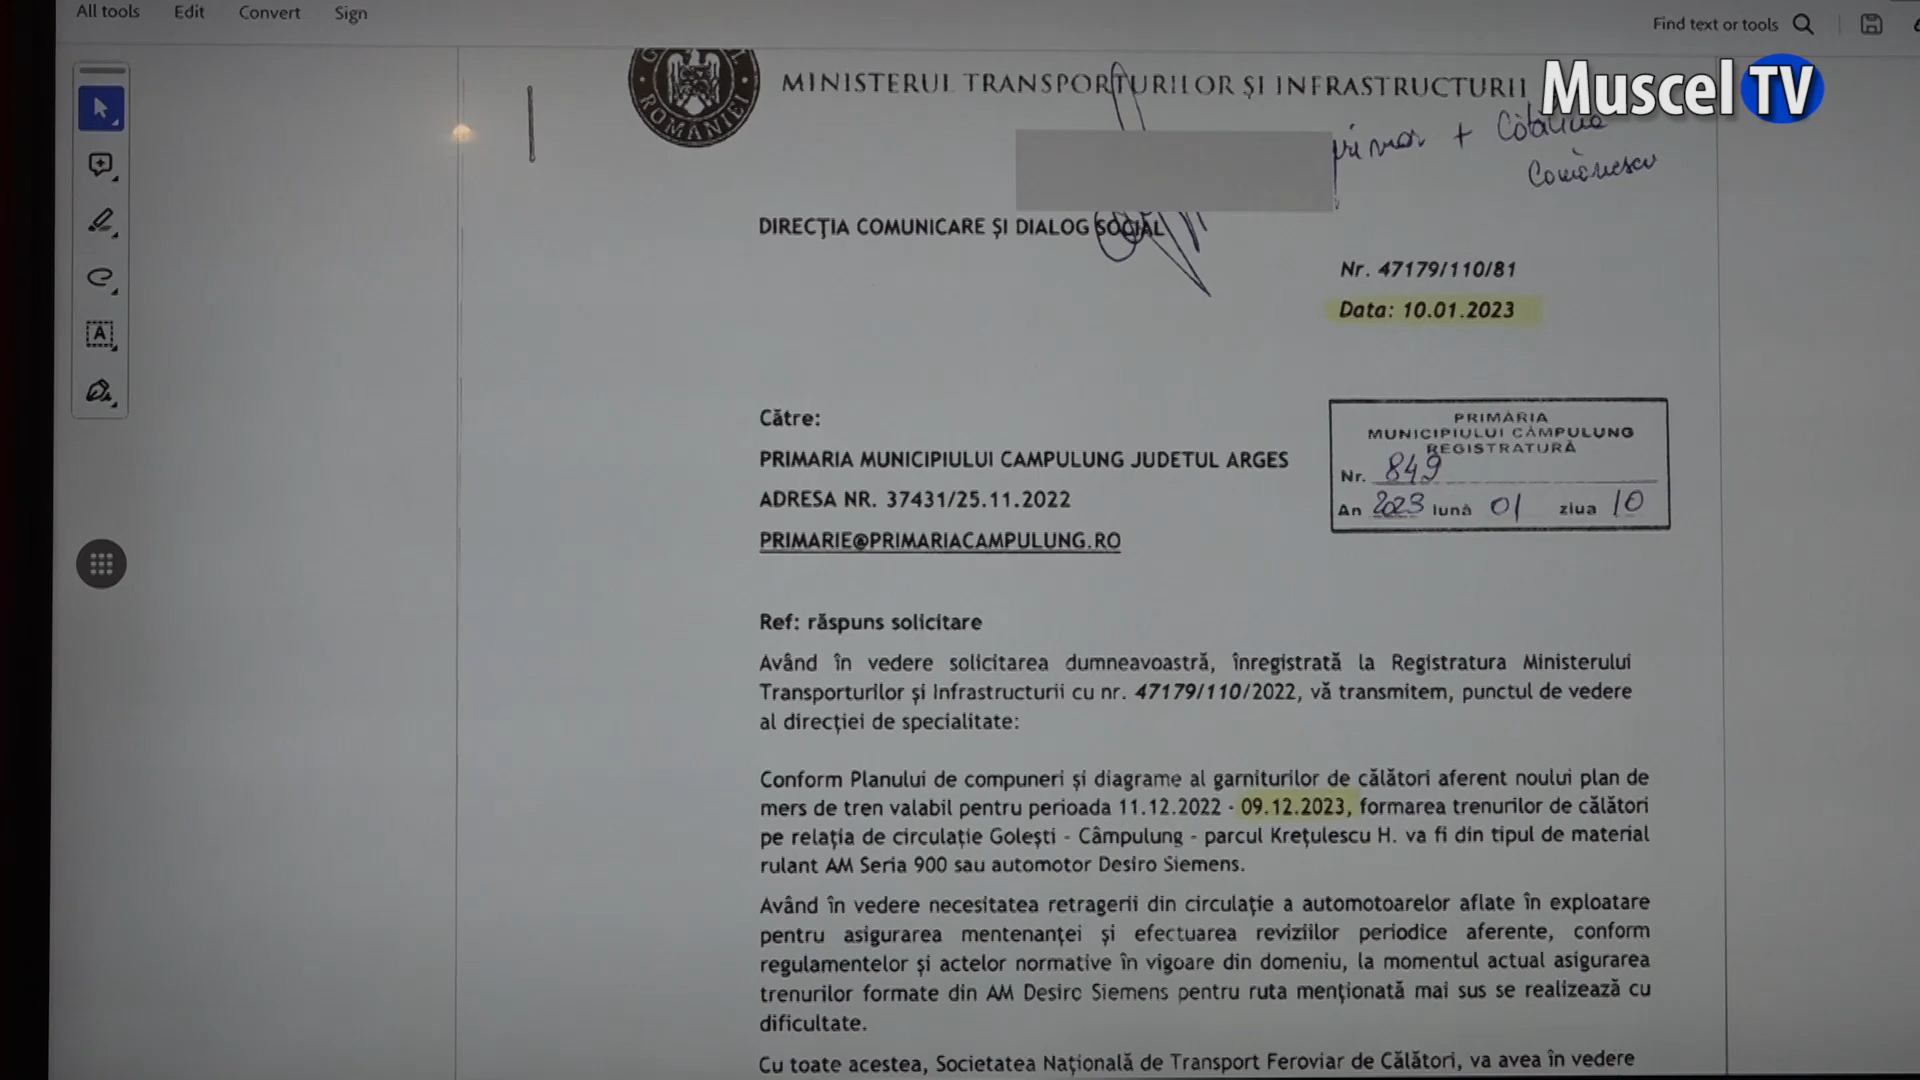 All tools Edit Convert Sign
Find text or tools
Muscel TV
MINISTERUL TRANSPORTURILOR ȘI INFRASTRUCTURII
ROMÂNIEI
DIRECȚIA COMUNICARE ȘI DIALOG SOCIAL
Nr. 47179/110/81
Data: 10.01.2023
Către:
PRIMARIA MUNICIPIULUI CAMPULUNG JUDETUL ARGES
ADRESA NR. 37431/25.11.2022
PRIMARIE@PRIMARIACAMPULUNG.RO
PRIMĂRIA
MUNICIPIULUI CÂMPULUNG
REGISTRATURĂ
Nr. 849
An 2023 lună 01 ziua 10
Ref: răspuns solicitare
Având în vedere solicitarea dumneavoastră, înregistrată la Registratura Ministerului
Transporturilor și Infrastructurii cu nr. 47179/110/2022, vă transmitem, punctul de vedere
al direcției de specialitate:
Conform Planului de compuneri și diagrame al garniturilor de călători aferent noului plan de
mers de tren valabil pentru perioada 11.12.2022 - 09.12.2023, formarea trenurilor de călători
pe relația de circulație Golești - Câmpulung - parcul Krețulescu H. va fi din tipul de material
rulant AM Seria 900 sau automotor Desiro Siemens.
Având în vedere necesitatea retragerii din circulație a automotoarelor aflate în exploatare
pentru asigurarea mentenanței și efectuarea reviziilor periodice aferente, conform
regulamentelor și actelor normative în vigoare din domeniu, la momentul actual asigurarea
trenurilor formate din AM Desiro Siemens pentru ruta menționată mai sus se realizează cu
dificultate.
Cu toate acestea, Societatea Națională de Transport Feroviar de Călători, va avea în vedere